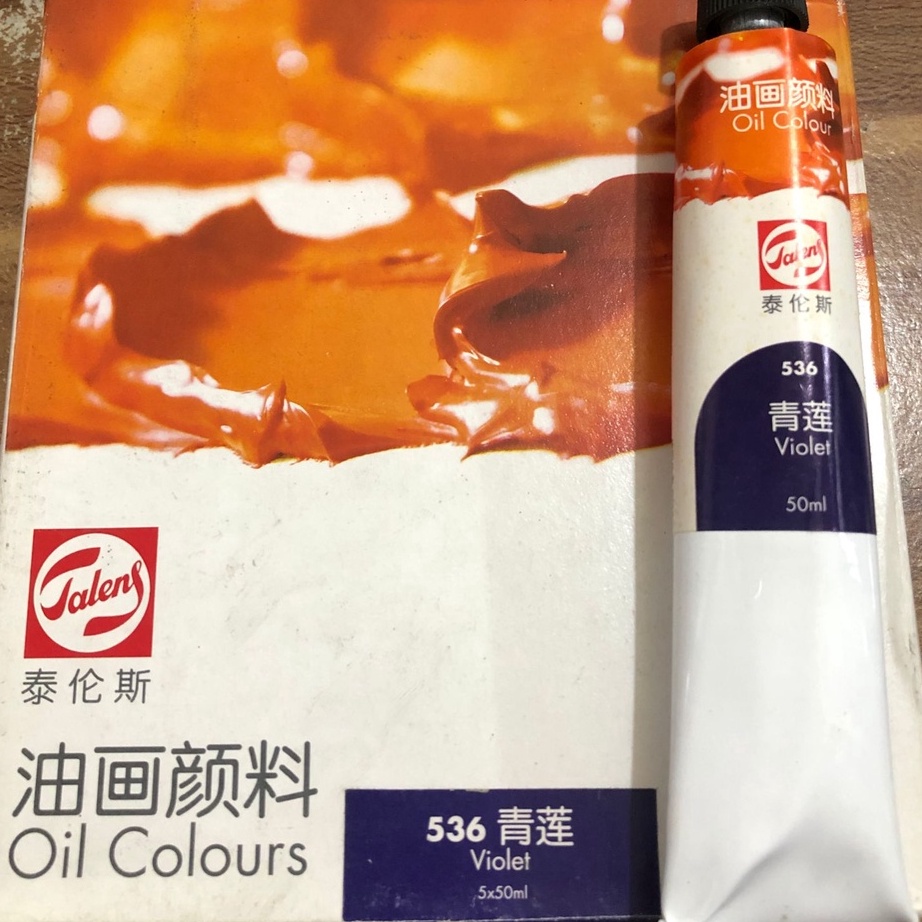 油画颜料
Oil Colour
Talens
泰伦斯
536
青莲
Violet
50ml
Talens
泰伦斯
油画颜料
Oil Colours
536 青莲
Violet
5x50ml